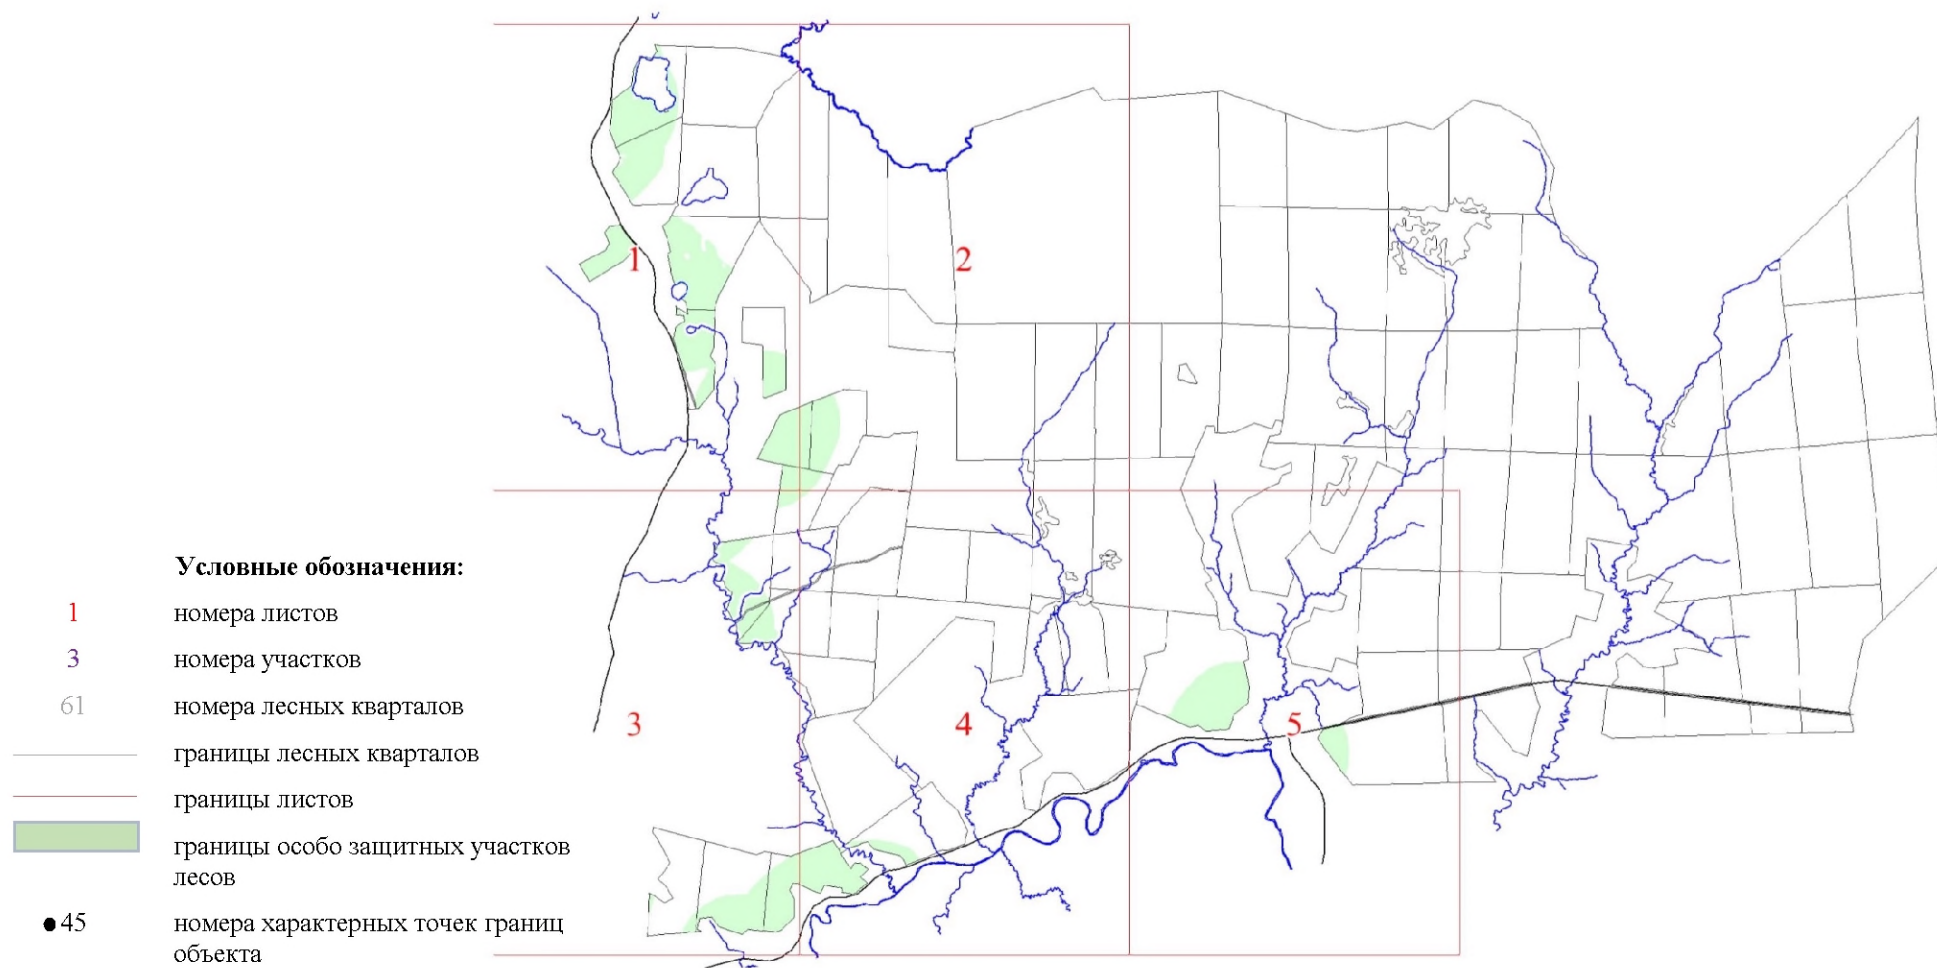 1
2
3
4
5
Условные обозначения:
1 номера листов
3 номера участков
61 номера лесных кварталов
границы лесных кварталов
границы листов
границы особо защитных участков
лесов
45 номера характерных точек границ
объекта